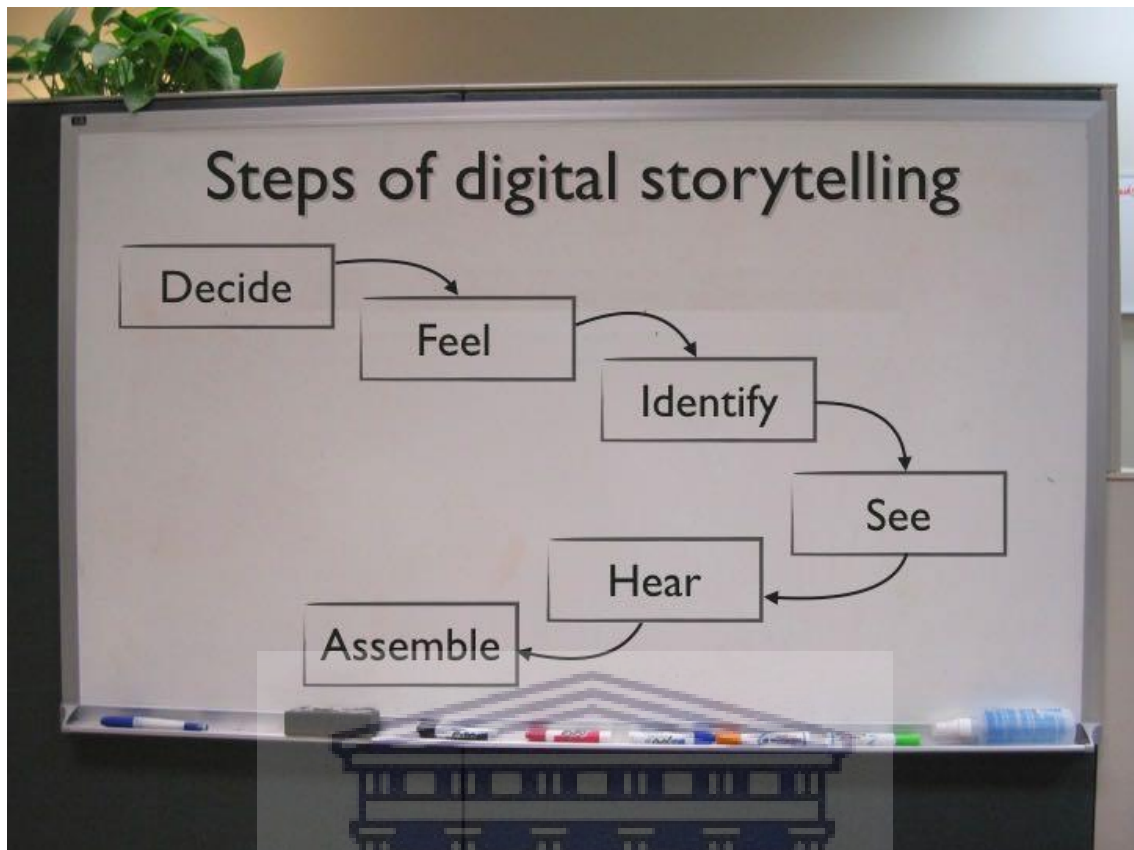 Steps of digital storytelling
Decide
Feel
Identify
See
Hear
Assemble